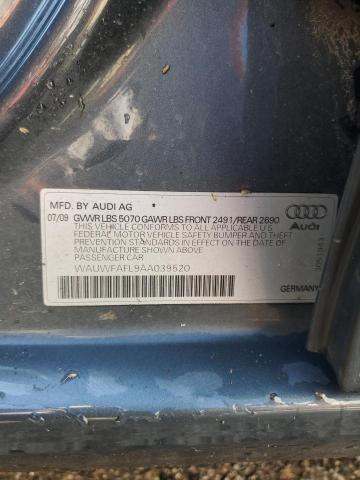 MFD. BY AUDI AG
07/09 GVWR LBS 5070 GAWR LBS FRONT 2491/REAR 2690
THIS VEHICLE CONFORMS TO ALL APPLICABLE U.S.
FEDERAL MOTOR VEHICLE SAFETY BUMPER AND THEFT
PREVENTION STANDARDS IN EFFECT ON THE DATE OF
MANUFACTURE SHOWN ABOVE
PASSENGER CAR
WAUWFAFL9AA039520
Audi
GERMANY